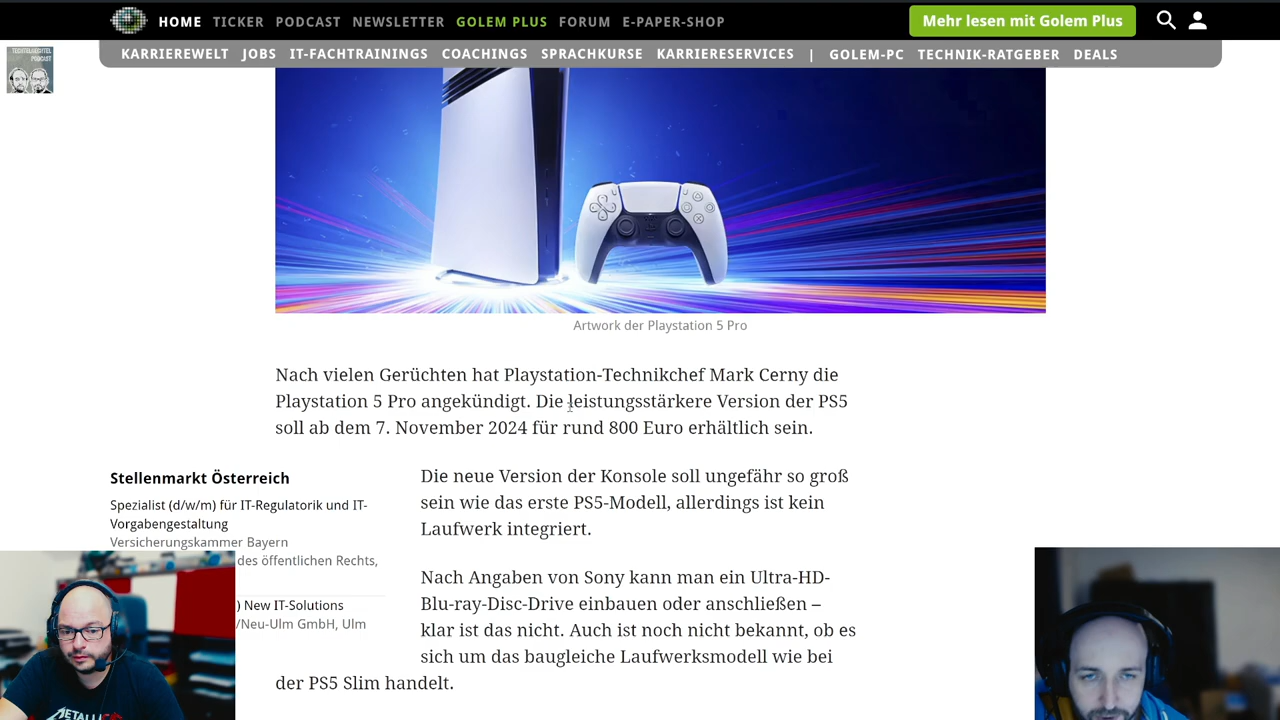 HOME TICKER PODCAST NEWSLETTER GOLEM PLUS FORUM E-PAPER-SHOP Mehr lesen mit Golem Plus
KARRIEREWELT JOBS IT-FACHTRAININGS COACHINGS SPRACHKURSE KARRIERESERVICES | GOLEM-PC TECHNIK-RATGEBER DEALS
TECHTELMECHTEL
PODCAST
Artwork der Playstation 5 Pro
Nach vielen Gerüchten hat Playstation-Technikchef Mark Cerny die
Playstation 5 Pro angekündigt. Die leistungsstärkere Version der PS5
soll ab dem 7. November 2024 für rund 800 Euro erhältlich sein.
Stellenmarkt Österreich
Spezialist (d/w/m) für IT-Regulatorik und IT-
Vorgabengestaltung
Versicherungskammer Bayern
des öffentlichen Rechts,
) New IT-Solutions
/Neu-Ulm GmbH, Ulm
Die neue Version der Konsole soll ungefähr so groß
sein wie das erste PS5-Modell, allerdings ist kein
Laufwerk integriert.
Nach Angaben von Sony kann man ein Ultra-HD-
Blu-ray-Disc-Drive einbauen oder anschließen –
klar ist das nicht. Auch ist noch nicht bekannt, ob es
sich um das baugleiche Laufwerksmodell wie bei
der PS5 Slim handelt.
METALLICA